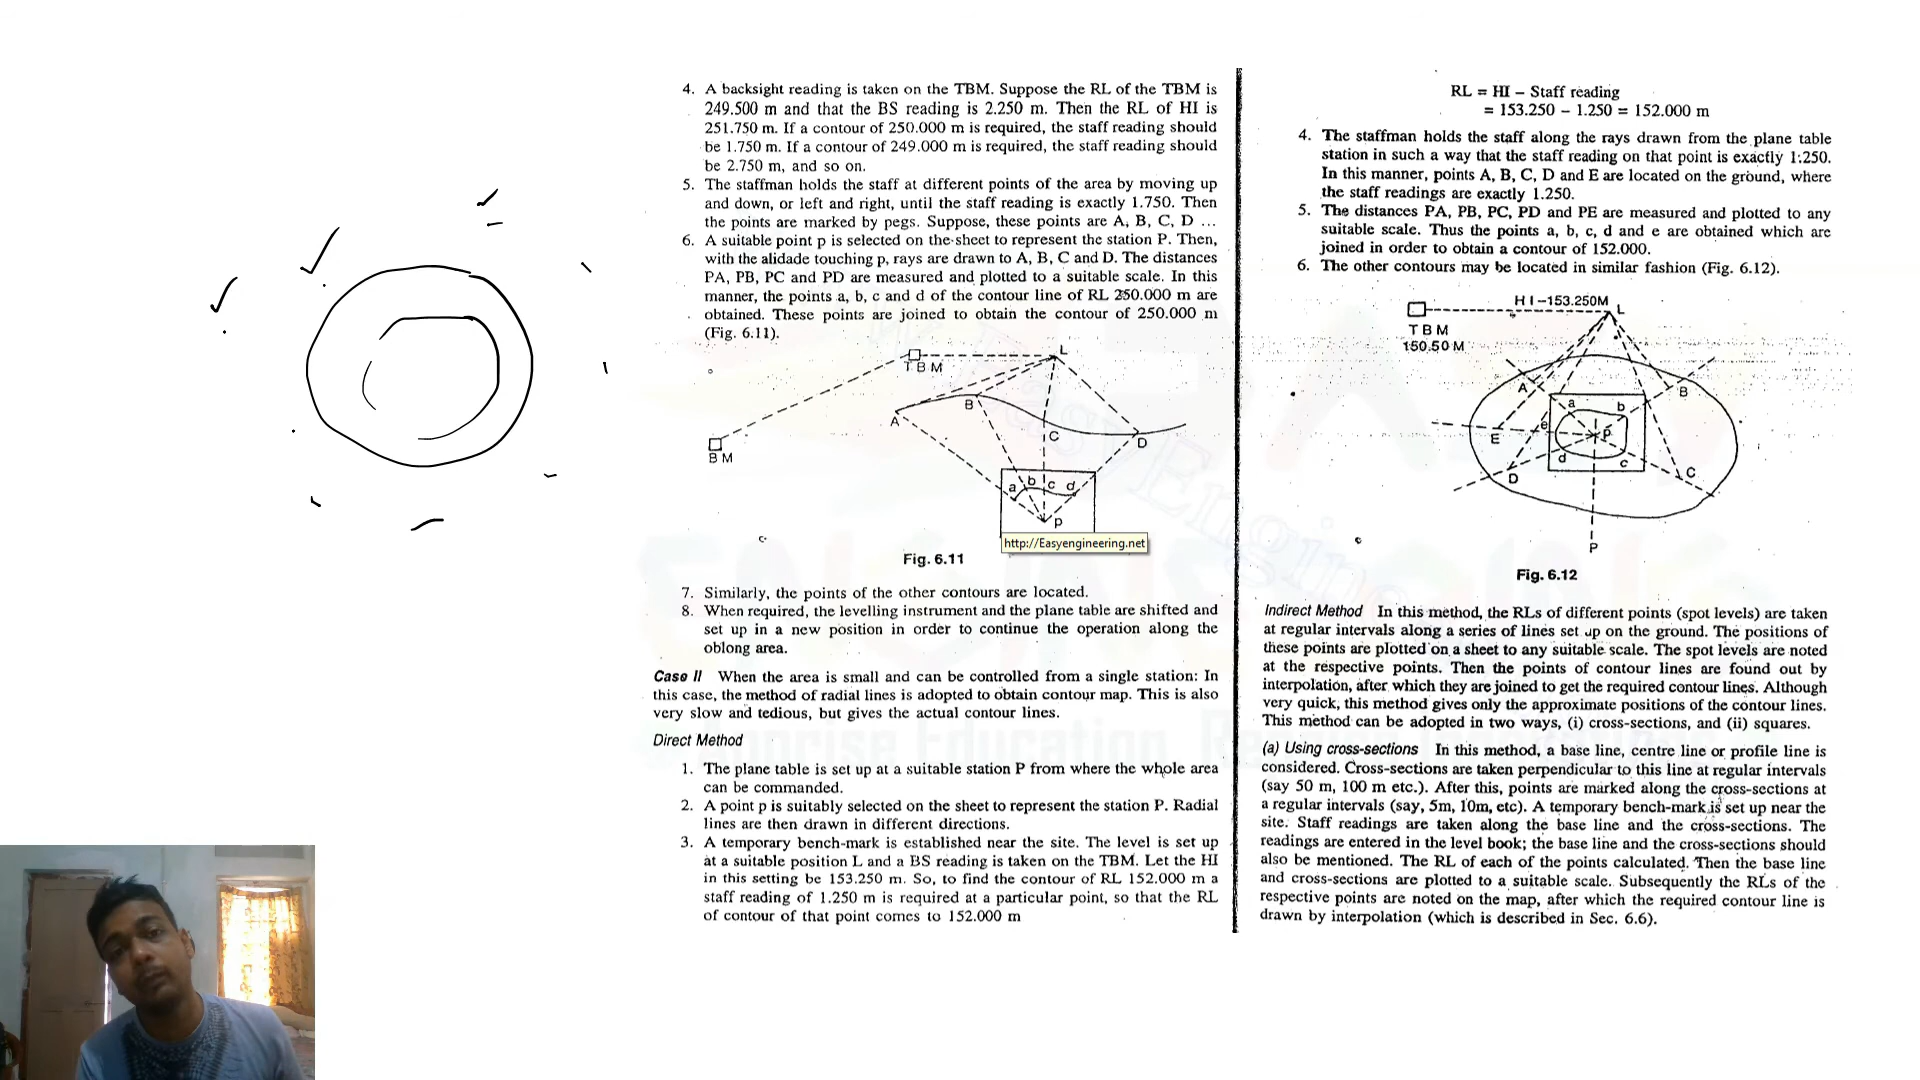 4. A backsight reading is taken on the TBM. Suppose the RL of the TBM is
249.500 m and that the BS reading is 2.250 m. Then the RL of HI is
251.750 m. If a contour of 250.000 m is required, the staff reading should
be 1.750 m. If a contour of 249.000 m is required, the staff reading should
be 2.750 m, and so on.
5. The staffman holds the staff at different points of the area by moving up
and down, or left and right, until the staff reading is exactly 1.750. Then
the points are marked by pegs. Suppose, these points are A, B, C, D ...
6. A suitable point p is selected on the sheet to represent the station P. Then,
with the alidade touching p, rays are drawn to A, B, C and D. The distances
PA, PB, PC and PD are measured and plotted to a suitable scale. In this
manner, the points a, b, c and d of the contour line of RL 250.000 m are
obtained. These points are joined to obtain the contour of 250.000 m
(Fig. 6.11).
L
TBM
B
A
C
D
BM
a b c d
p
http://Easyengineering.net
Fig. 6.11
7. Similarly, the points of the other contours are located.
8. When required, the levelling instrument and the plane table are shifted and
set up in a new position in order to continue the operation along the
oblong area.
Case II When the area is small and can be controlled from a single station: In
this case, the method of radial lines is adopted to obtain contour map. This is also
very slow and tedious, but gives the actual contour lines.
Direct Method
1. The plane table is set up at a suitable station P from where the whole area
can be commanded.
2. A point p is suitably selected on the sheet to represent the station P. Radial
lines are then drawn in different directions.
3. A temporary bench-mark is established near the site. The level is set up
at a suitable position L and a BS reading is taken on the TBM. Let the HI
in this setting be 153.250 m. So, to find the contour of RL 152.000 m a
staff reading of 1.250 m is required at a particular point, so that the RL
of contour of that point comes to 152.000 m
RL = HI – Staff reading
= 153.250 – 1.250 = 152.000 m
4. The staffman holds the staff along the rays drawn from the plane table
station in such a way that the staff reading on that point is exactly 1.250.
In this manner, points A, B, C, D and E are located on the ground, where
the staff readings are exactly 1.250.
5. The distances PA, PB, PC, PD and PE are measured and plotted to any
suitable scale. Thus the points a, b, c, d and e are obtained which are
joined in order to obtain a contour of 152.000.
6. The other contours may be located in similar fashion (Fig. 6.12).
HI–153.250M
L
TBM
150.50 M
A
B
a b
e
P
E
d c
D
C
P
Fig. 6.12
Indirect Method In this method, the RLs of different points (spot levels) are taken
at regular intervals along a series of lines set up on the ground. The positions of
these points are plotted on a sheet to any suitable scale. The spot levels are noted
at the respective points. Then the points of contour lines are found out by
interpolation, after which they are joined to get the required contour lines. Although
very quick, this method gives only the approximate positions of the contour lines.
This method can be adopted in two ways, (i) cross-sections, and (ii) squares.
(a) Using cross-sections In this method, a base line, centre line or profile line is
considered. Cross-sections are taken perpendicular to this line at regular intervals
(say 50 m, 100 m etc.). After this, points are marked along the cross-sections at
a regular intervals (say, 5m, 10m, etc). A temporary bench-mark is set up near the
site. Staff readings are taken along the base line and the cross-sections. The
readings are entered in the level book; the base line and the cross-sections should
also be mentioned. The RL of each of the points calculated. Then the base line
and cross-sections are plotted to a suitable scale. Subsequently the RLs of the
respective points are noted on the map, after which the required contour line is
drawn by interpolation (which is described in Sec. 6.6).